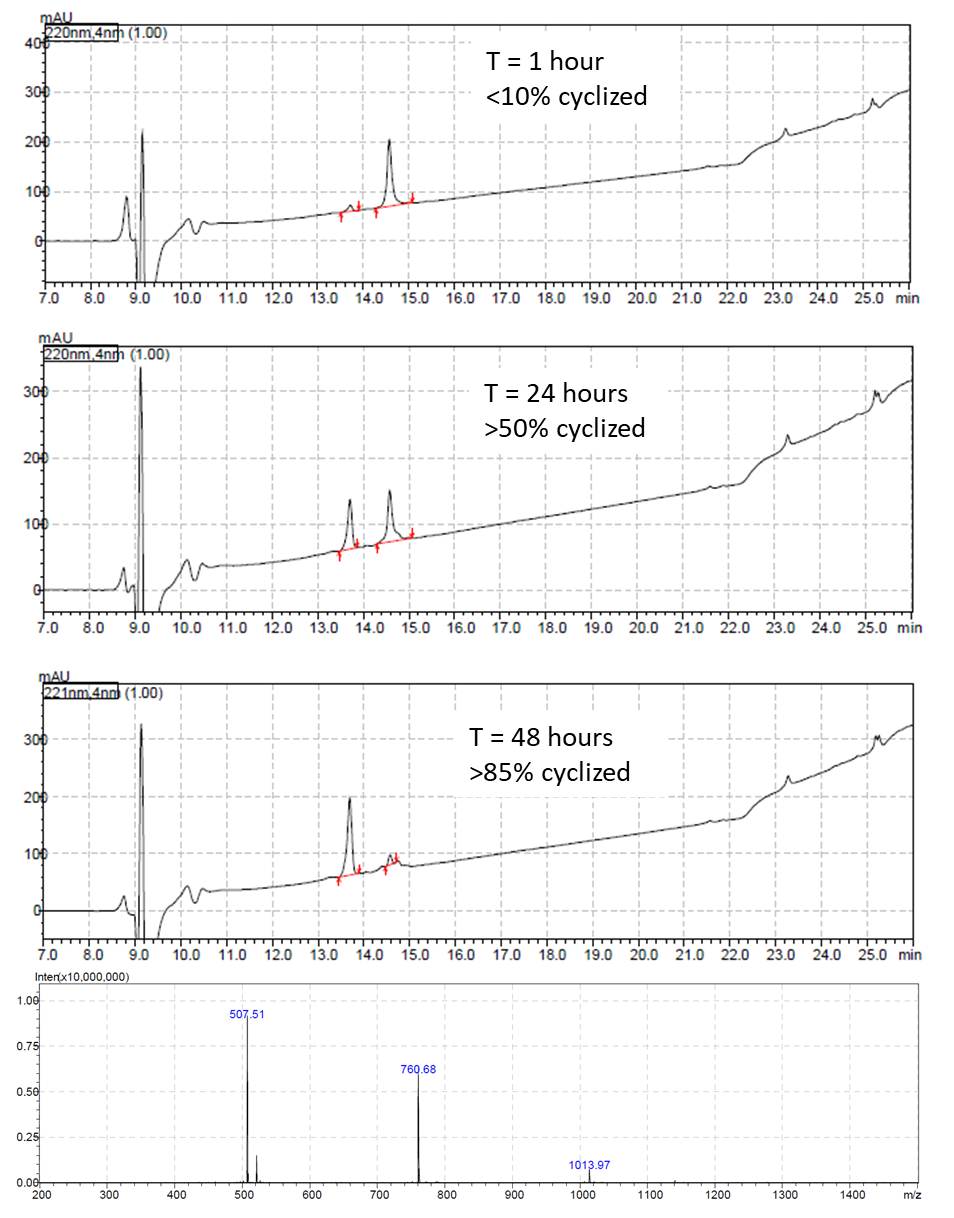 mAU
220nm,4nm (1.00)
T = 1 hour
<10% cyclized
400
300
200
100
0
7.0 8.0 9.0 10.0 11.0 12.0 13.0 14.0 15.0 16.0 17.0 18.0 19.0 20.0 21.0 22.0 23.0 24.0 25.0 min
mAU
220nm,4nm (1.00)
T = 24 hours
>50% cyclized
300
200
100
0
7.0 8.0 9.0 10.0 11.0 12.0 13.0 14.0 15.0 16.0 17.0 18.0 19.0 20.0 21.0 22.0 23.0 24.0 25.0 min
mAU
221nm,4nm (1.00)
T = 48 hours
>85% cyclized
300
200
100
0
7.0 8.0 9.0 10.0 11.0 12.0 13.0 14.0 15.0 16.0 17.0 18.0 19.0 20.0 21.0 22.0 23.0 24.0 25.0 min
Inten(x10,000,000)
1.00
507.51
0.75
760.68
0.50
0.25
1013.97
0.00
200 300 400 500 600 700 800 900 1000 1100 1200 1300 1400 m/z